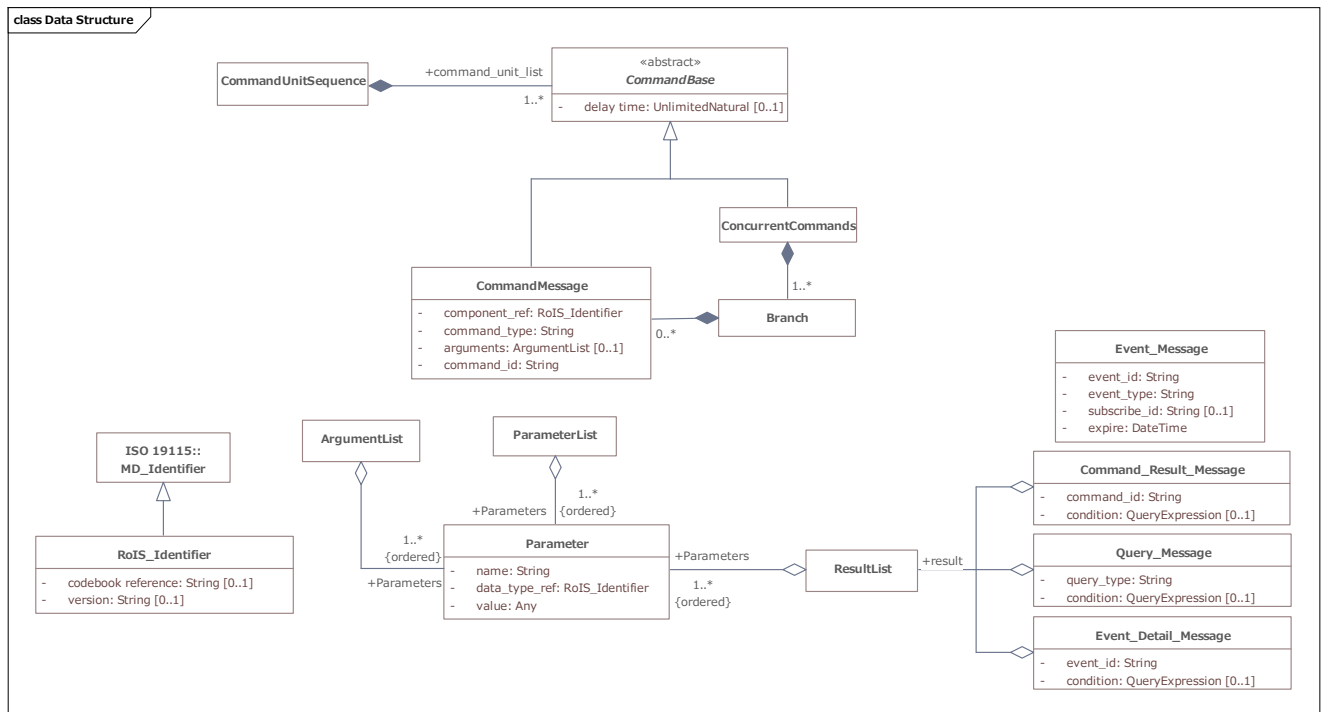 class Data Structure
CommandUnitSequence
+command_unit_list
1..*
«abstract»
CommandBase
- delay time: UnlimitedNatural [0..1]
ConcurrentCommands
1..*
CommandMessage
- component_ref: RoIS_Identifier
- command_type: String
- arguments: ArgumentList [0..1]
- command_id: String
0..*
Branch
Event_Message
- event_id: String
- event_type: String
- subscribe_id: String [0..1]
- expire: DateTime
ISO 19115::
MD_Identifier
ArgumentList
ParameterList
1..*
+Parameters {ordered}
1..*
{ordered}
+Parameters
RoIS_Identifier
- codebook reference: String [0..1]
- version: String [0..1]
Parameter
- name: String
- data_type_ref: RoIS_Identifier
- value: Any
+Parameters
1..*
{ordered}
ResultList
+result
Command_Result_Message
- command_id: String
- condition: QueryExpression [0..1]
Query_Message
- query_type: String
- condition: QueryExpression [0..1]
Event_Detail_Message
- event_id: String
- condition: QueryExpression [0..1]